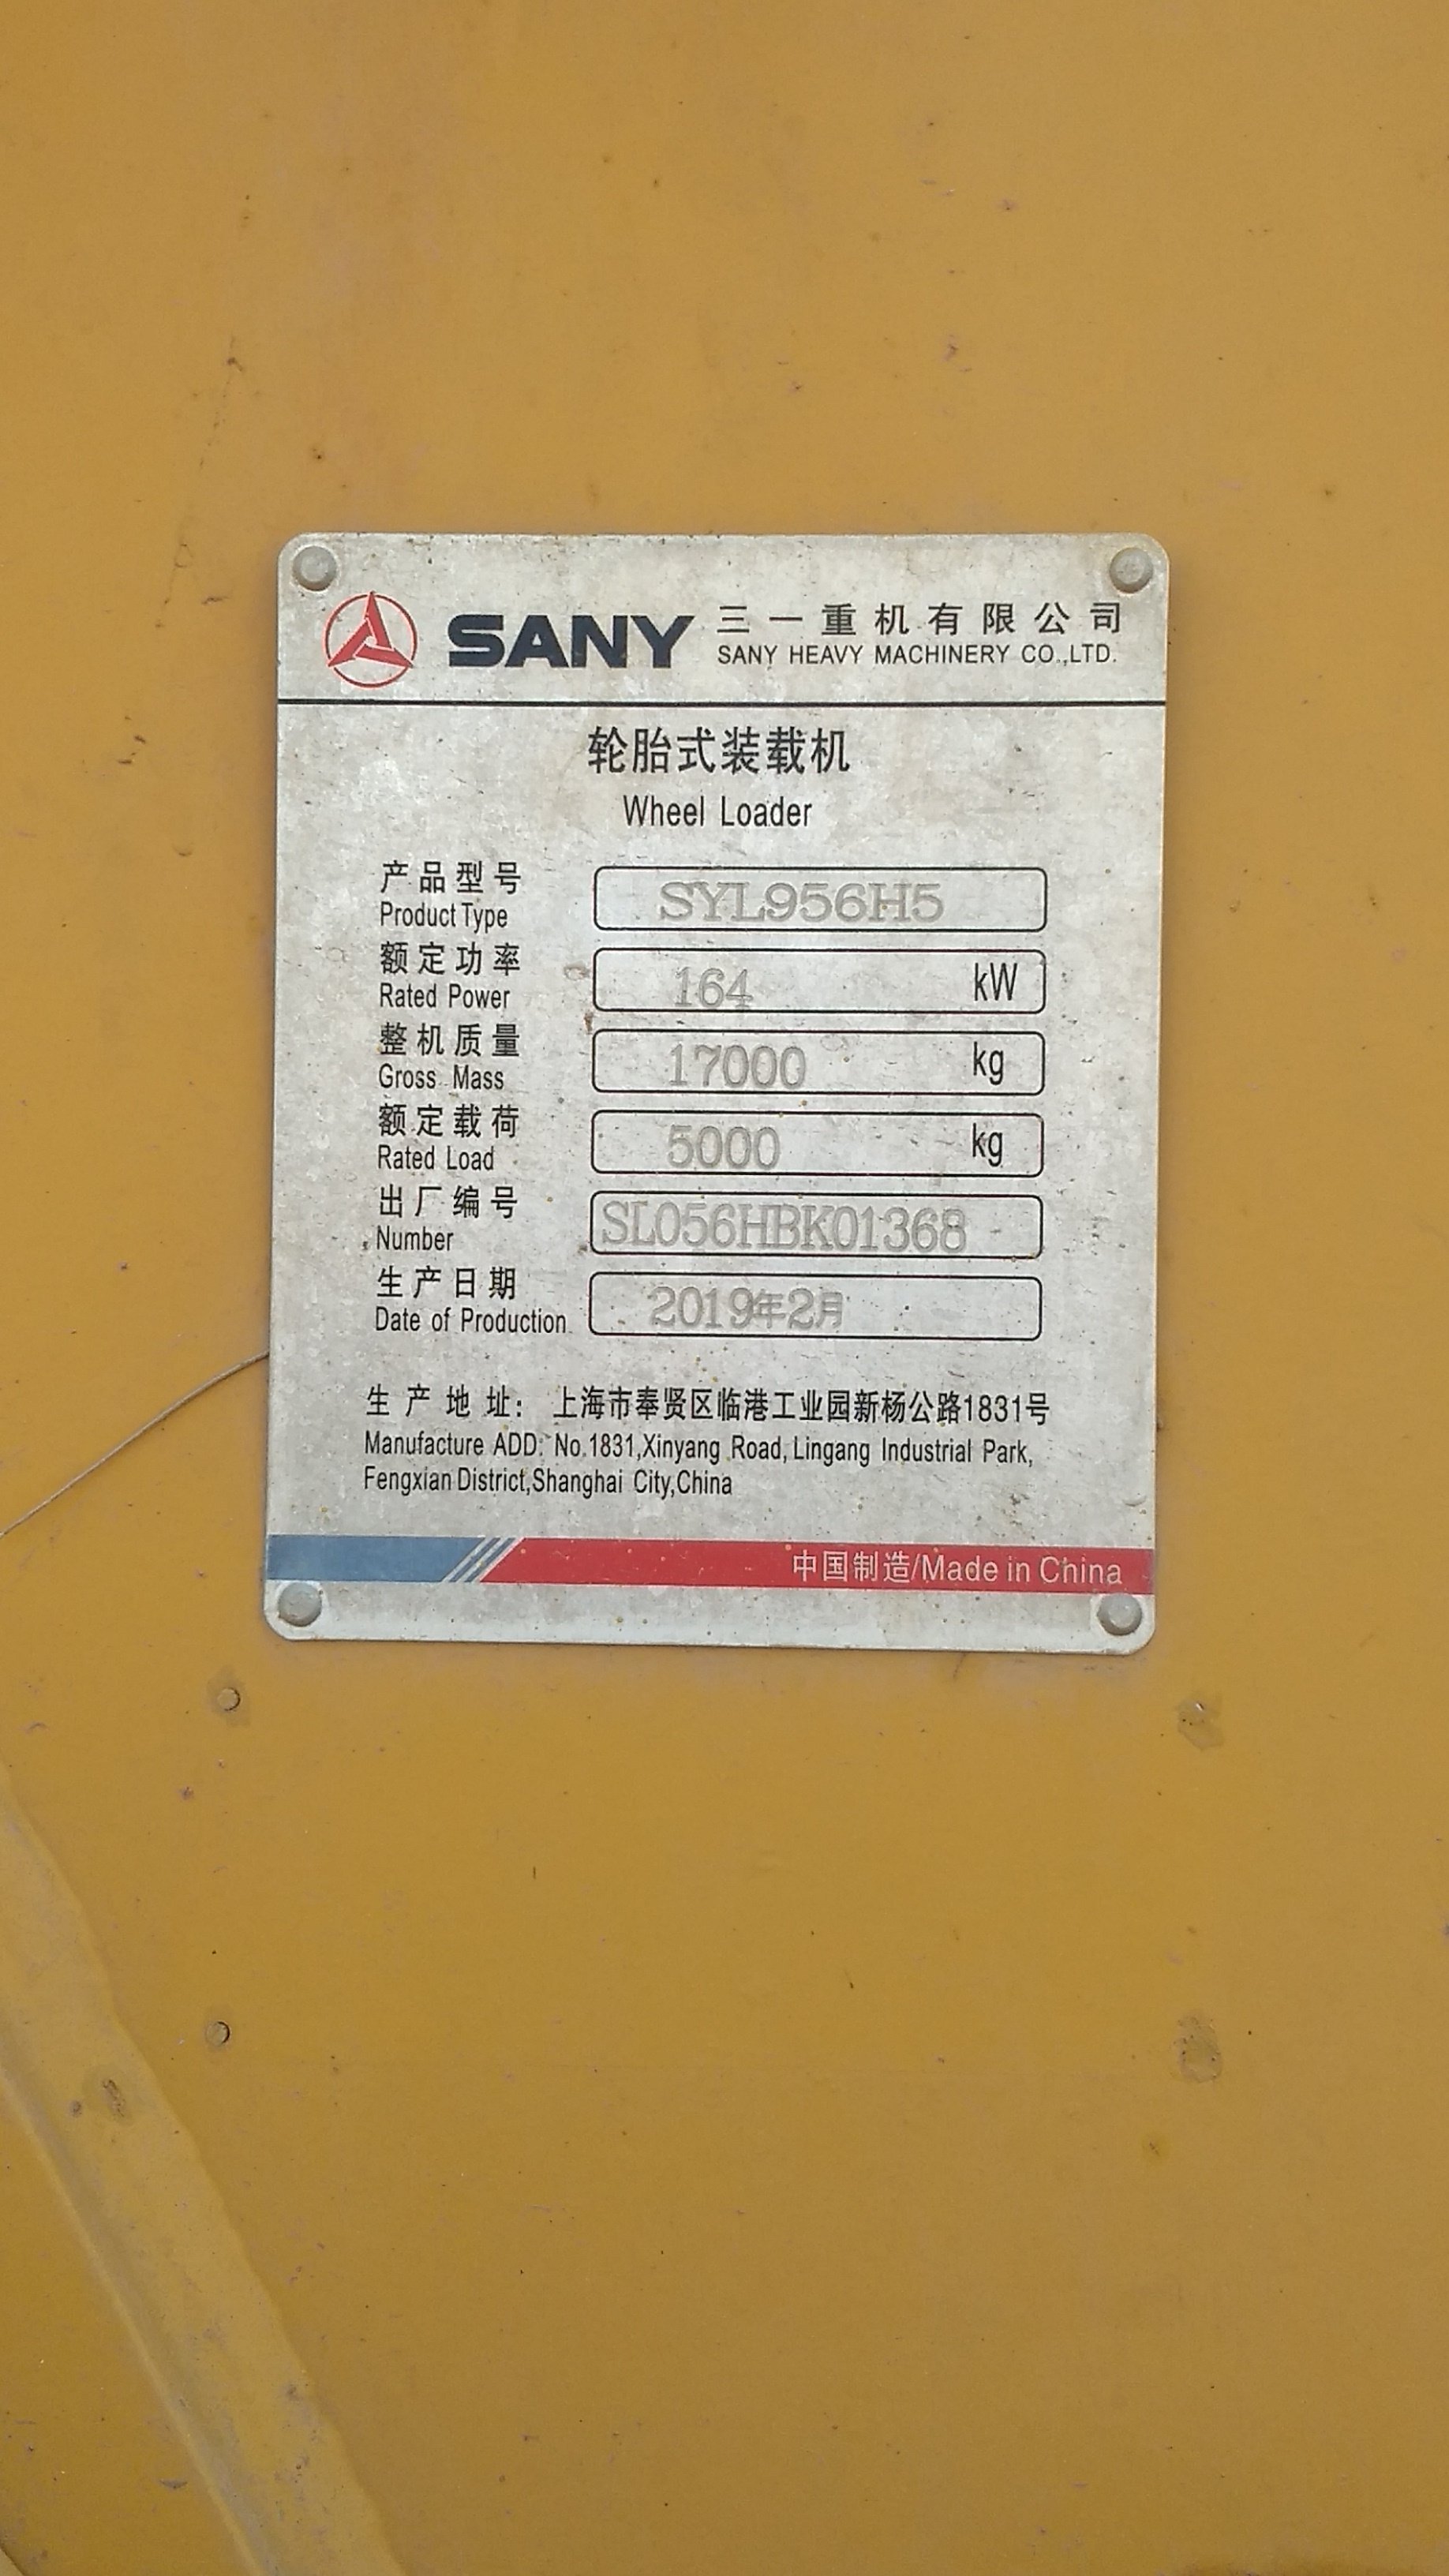 SANY 三一重机有限公司
SANY HEAVY MACHINERY CO.,LTD.
轮胎式装载机
Wheel Loader
产品型号 SYL956H5
Product Type
额定功率 164 kW
Rated Power
整机质量 17000 kg
Gross Mass
额定载荷 5000 kg
Rated Load
出厂编号 SL056HBK01368
Number
生产日期 2019年2月
Date of Production
生产地址: 上海市奉贤区临港工业园新杨公路1831号
Manufacture ADD: No.1831,Xinyang Road, Lingang Industrial Park,
Fengxian District,Shanghai City,China
中国制造/Made in China